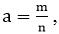 a = m/n ,